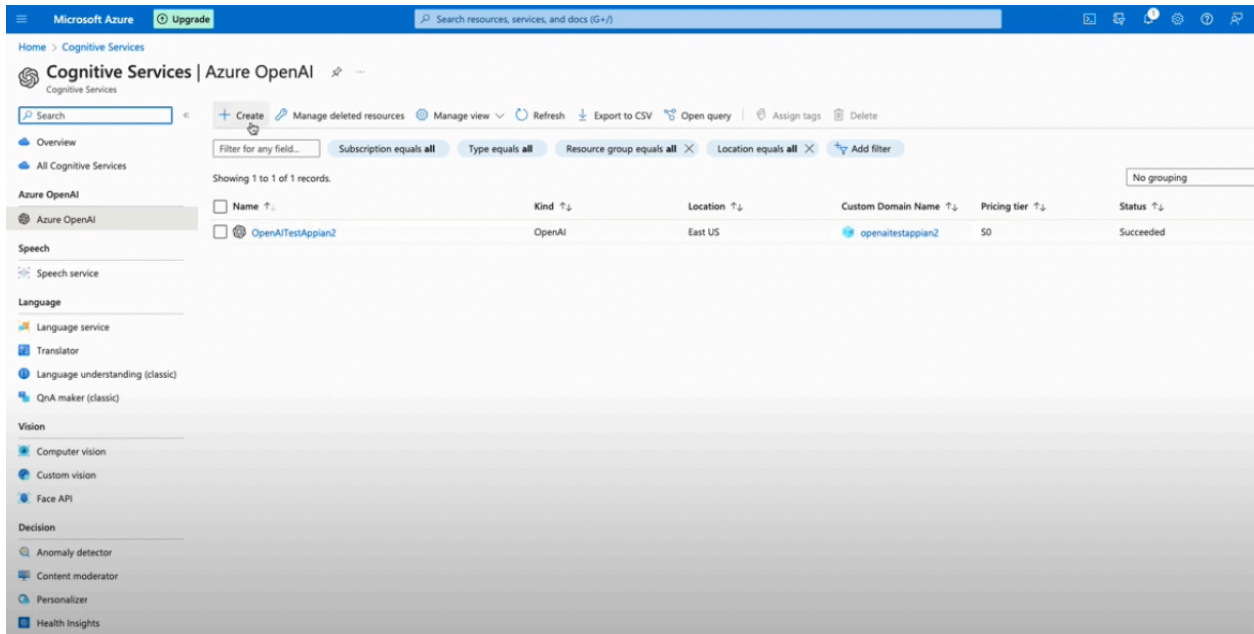 Microsoft Azure Upgrade Search resources, services, and docs (G+/) 1
Home > Cognitive Services
Cognitive Services | Azure OpenAI ...
Cognitive Services
Search «
Overview
All Cognitive Services
Azure OpenAI
Azure OpenAI
Speech
Speech service
Language
Language service
Translator
Language understanding (classic)
QnA maker (classic)
Vision
Computer vision
Custom vision
Face API
Decision
Anomaly detector
Content moderator
Personalizer
Health Insights
+ Create Manage deleted resources Manage view Refresh Export to CSV Open query Assign tags Delete
Filter for any field... Subscription equals all Type equals all Resource group equals all Location equals all Add filter
Showing 1 to 1 of 1 records. No grouping
Name ↑↓ Kind ↑↓ Location ↑↓ Custom Domain Name ↑↓ Pricing tier ↑↓ Status ↑↓
OpenAITestAppian2 OpenAI East US openaitestappian2 S0 Succeeded